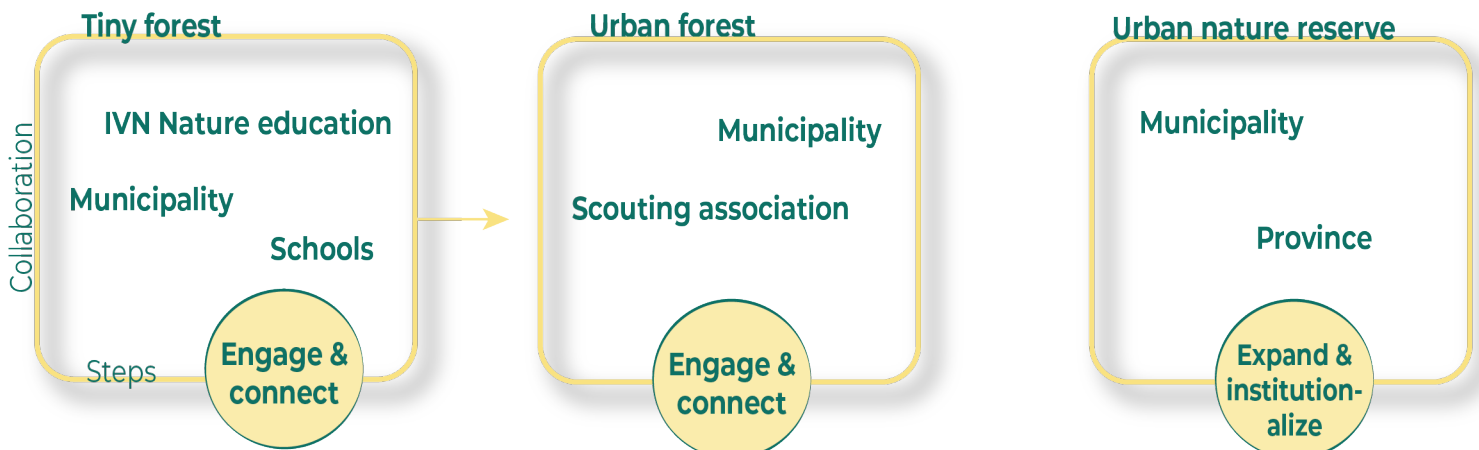 Tiny forest
Urban forest
Urban nature reserve
Collaboration
IVN Nature education
Municipality
Schools
Steps
Engage &
connect
Municipality
Scouting association
Engage &
connect
Municipality
Province
Expand &
institution-
alize